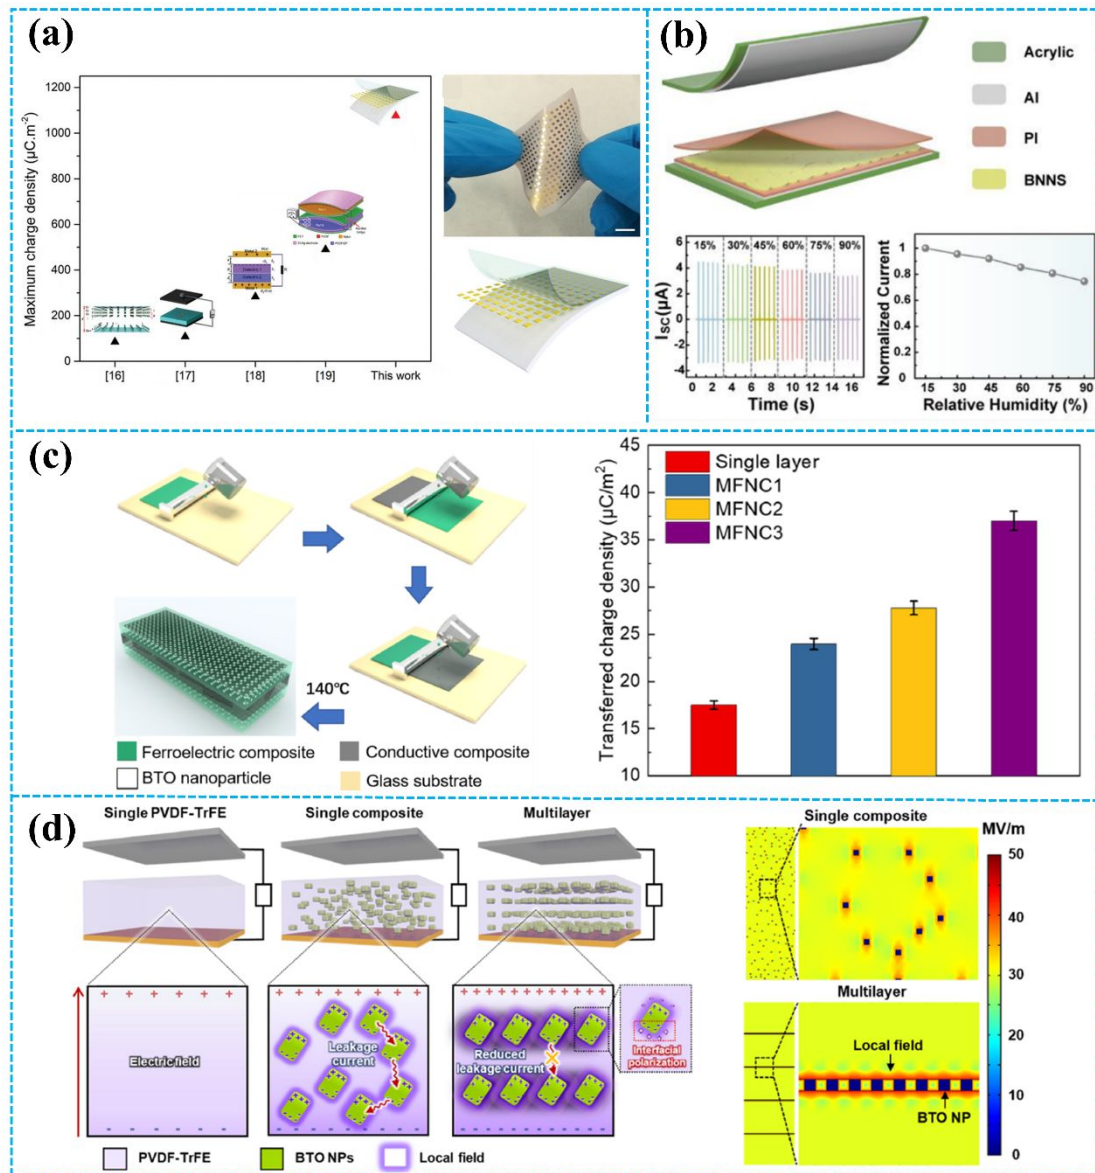 (a)
Maximum charge density (μC.m⁻²)
1200
1000
800
600
400
200
0
[16] [17] [18] [19] This work
(b)
Acrylic
Al
PI
BNNS
Isc(μA)
4
2
0
-2
-4
15% 30% 45% 60% 75% 90%
0 2 4 6 8 10 12 14 16
Time (s)
Normalized Current
1
0.8
0.6
0.4
0.2
0
15 30 45 60 75 90
Relative Humidity (%)
(c)
140℃
Ferroelectric composite
Conductive composite
BTO nanoparticle
Glass substrate
Transferred charge density (μC/m²)
45
40
35
30
25
20
15
10
Single layer
MFNC1
MFNC2
MFNC3
(d)
Single PVDF-TrFE
Single composite
Multilayer
Electric field
Leakage
current
Reduced
leakage current
Interfacial
polarization
PVDF-TrFE
BTO NPs
Local field
Single composite
Multilayer
Local field
BTO NP
MV/m
50
40
30
20
10
0